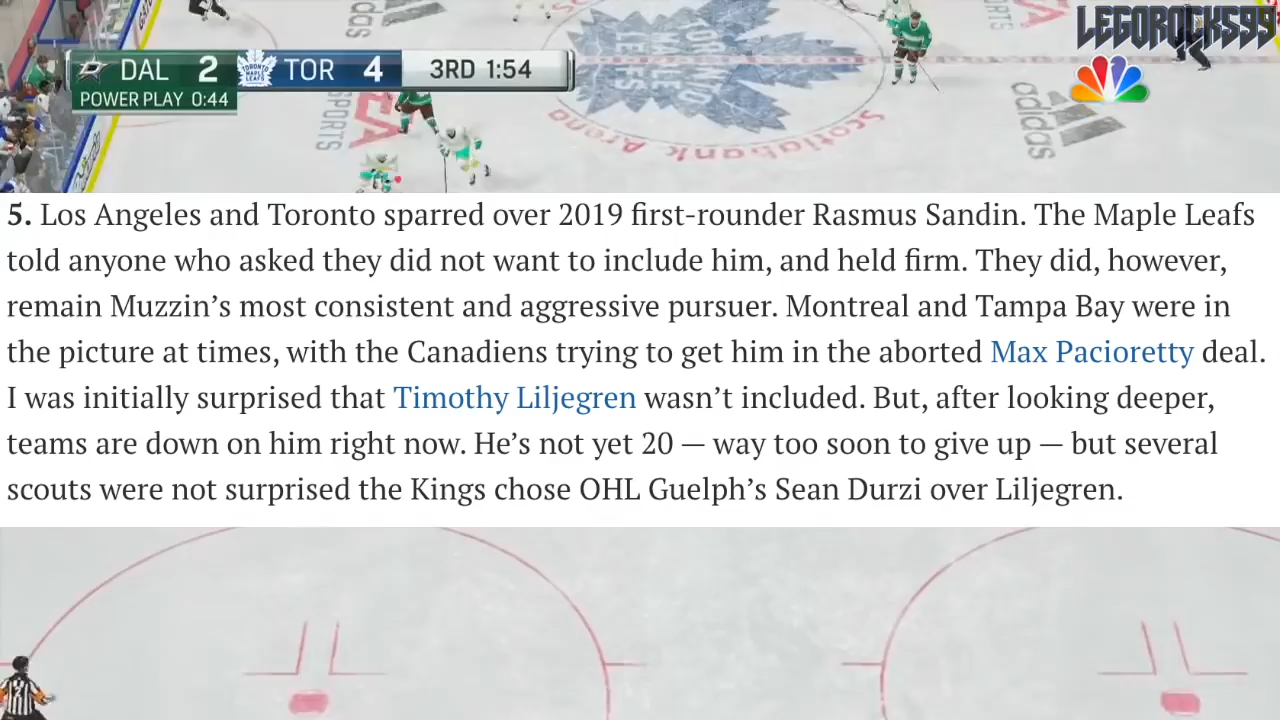 LEGOROCKS99
DAL 2 TOR 4 3RD 1:54
POWER PLAY 0:44
SPORTS
EA
adidas
Scotiabank Arena
5. Los Angeles and Toronto sparred over 2019 first-rounder Rasmus Sandin. The Maple Leafs
told anyone who asked they did not want to include him, and held firm. They did, however,
remain Muzzin’s most consistent and aggressive pursuer. Montreal and Tampa Bay were in
the picture at times, with the Canadiens trying to get him in the aborted Max Pacioretty deal.
I was initially surprised that Timothy Liljegren wasn’t included. But, after looking deeper,
teams are down on him right now. He’s not yet 20 — way too soon to give up — but several
scouts were not surprised the Kings chose OHL Guelph’s Sean Durzi over Liljegren.